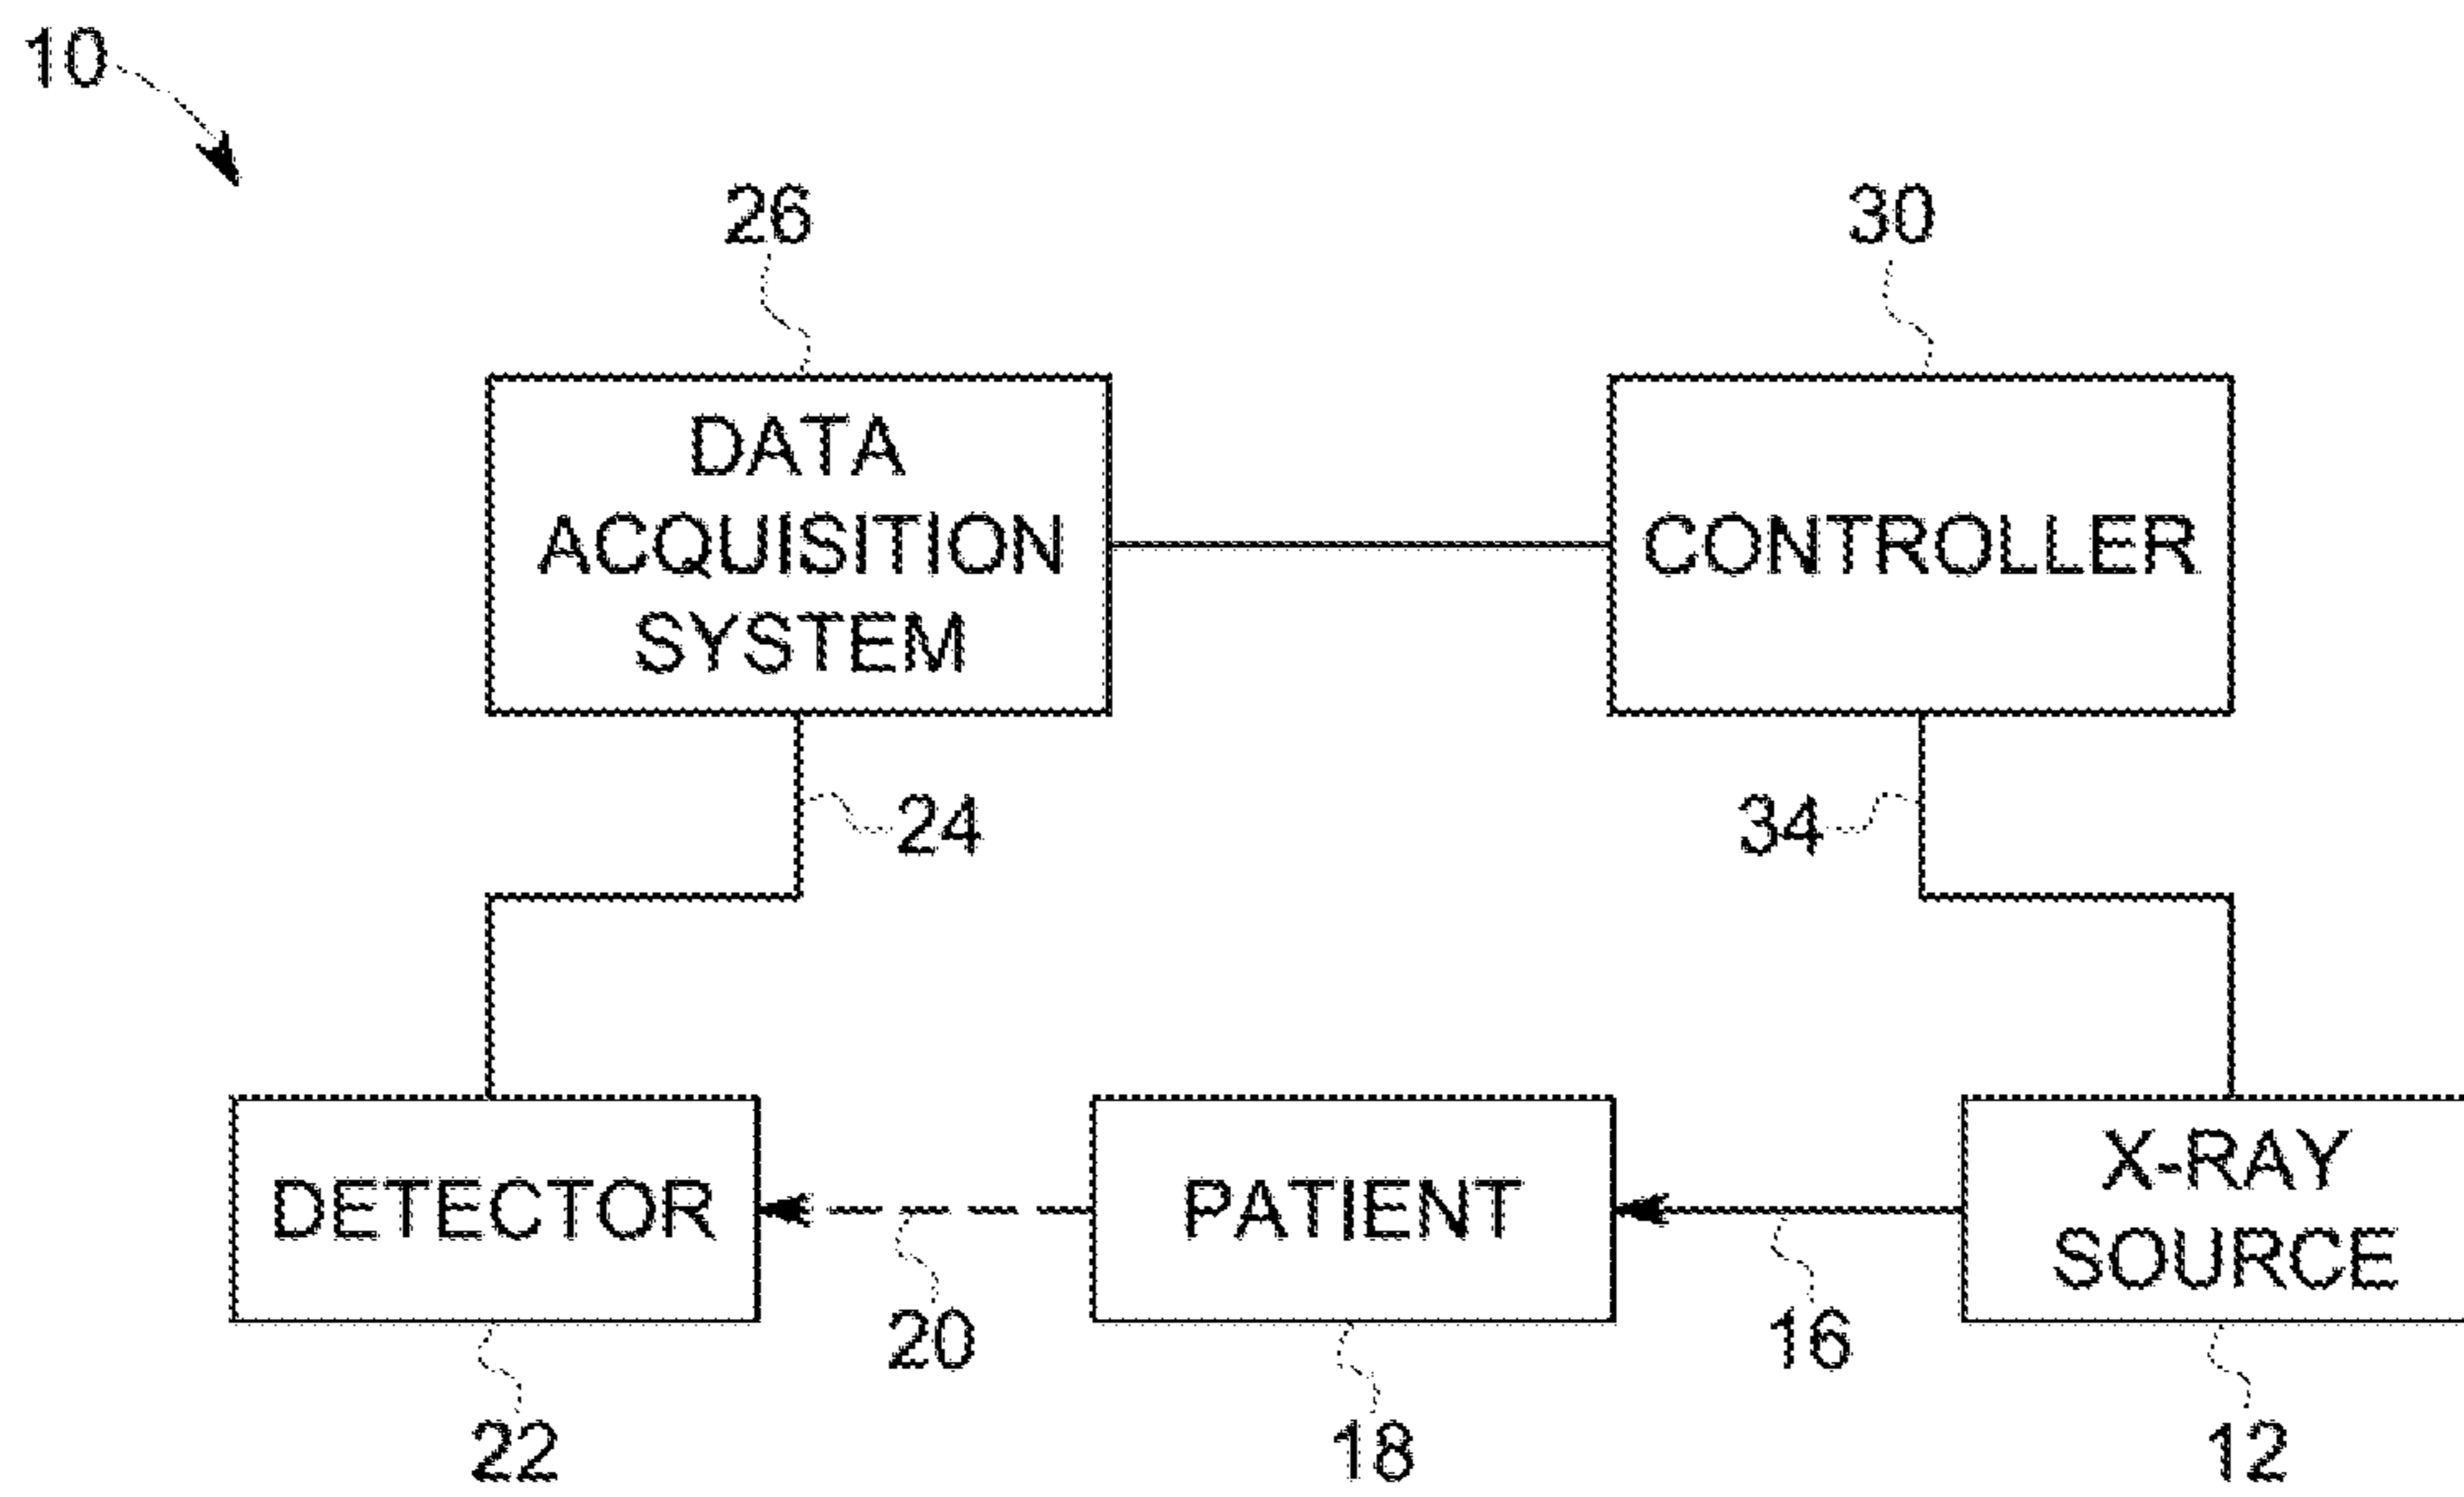 10
26
30
DATA
ACQUISITION
SYSTEM
CONTROLLER
24
34
DETECTOR
PATIENT
X-RAY
SOURCE
20
16
22
18
12